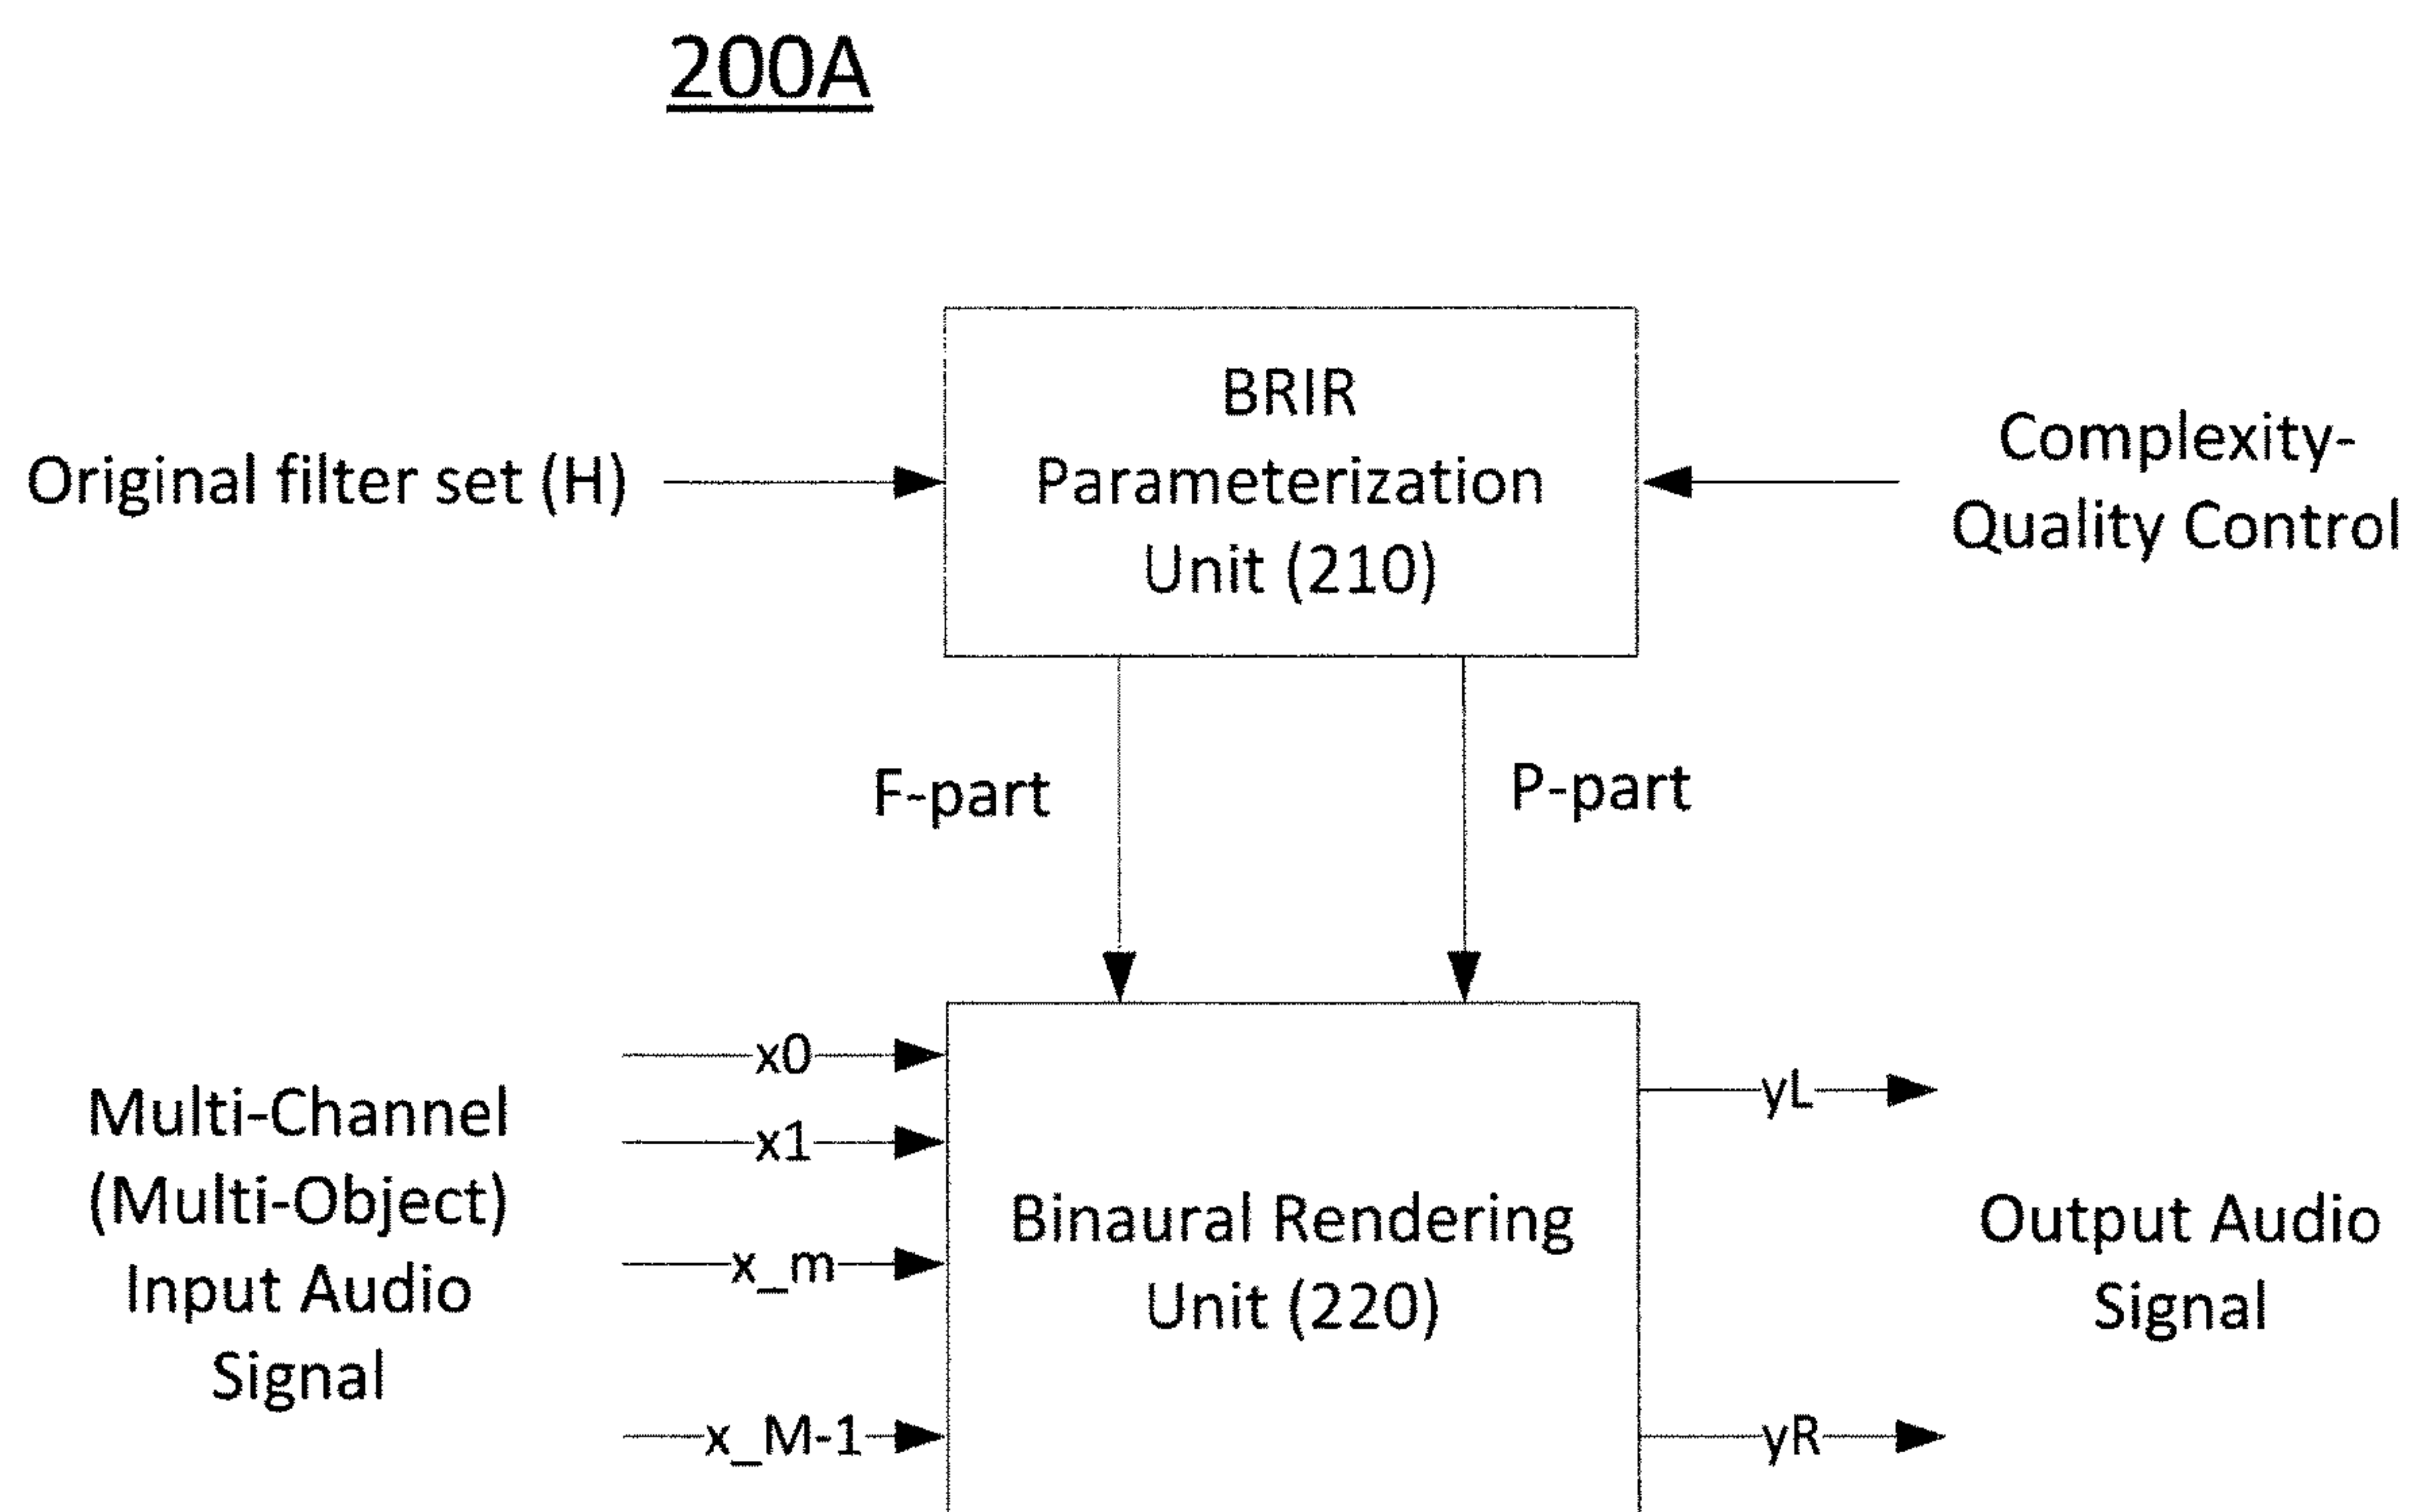 200A
BRIR
Parameterization
Unit (210)
Original filter set (H)
Complexity-
Quality Control
F-part
P-part
x0
x1
x_m
x_M-1
Multi-Channel
(Multi-Object)
Input Audio
Signal
Binaural Rendering
Unit (220)
yL
yR
Output Audio
Signal